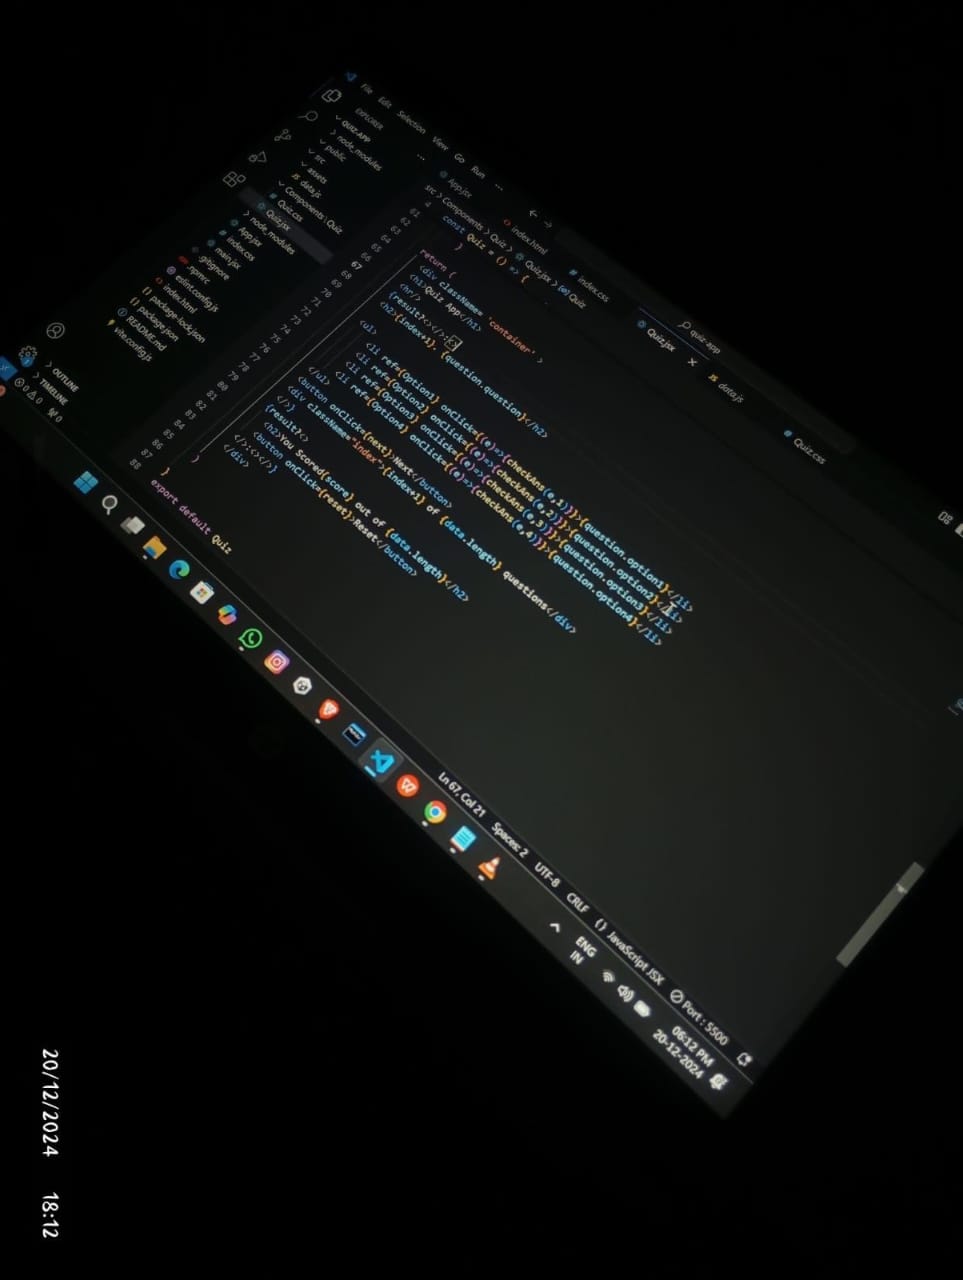 File Edit Selection View Go Run ...
quiz-app
EXPLORER
QUIZ-APP
node_modules
public
src
assets
JS data.js
Components \ Quiz
# Quiz.css
Quiz.jsx
node_modules
App.jsx
index.css
main.jsx
.gitignore
.npmrc
eslint.config.js
index.html
package-lock.json
package.json
README.md
vite.config.js
OUTLINE
TIMELINE
App.jsx
index.html
# index.css
Quiz.jsx
JS data.js
# Quiz.css
src > Components > Quiz > Quiz.jsx > Quiz
4 const Quiz = () => {
61 }
62
63 return (
64 <div className= 'container' >
65 <h1>Quiz App</h1>
66 <hr/>
67 {result?<></>:<>
68 <h2>{index+1}. {question.question}</h2>
69 <ul>
70 <li ref={Option1} onClick={(e)=>{checkAns(e,1)}}>{question.option1}</li>
71 <li ref={Option2} onClick={(e)=>{checkAns(e,2)}}>{question.option2}</li>
72 <li ref={Option3} onClick={(e)=>{checkAns(e,3)}}>{question.option3}</li>
73 <li ref={Option4} onClick={(e)=>{checkAns(e,4)}}>{question.option4}</li>
74 </ul>
75 <button onClick={next}>Next</button>
76 <div className="index">{index+1} of {data.length} questions</div>
77 </>}
78 {result?<>
79 <h2>You Scored{score} out of {data.length}</h2>
80 <button onClick={reset}>Reset</button>
81 </>:<></>}
82 </div>
83
84 )
85
86 }
87
88 export default Quiz
0 0 0
Ln 67, Col 21 Spaces: 2 UTF-8 CRLF {} JavaScript JSX Port : 5500
ENG
IN
06:12 PM
20-12-2024
20/12/2024 18:12